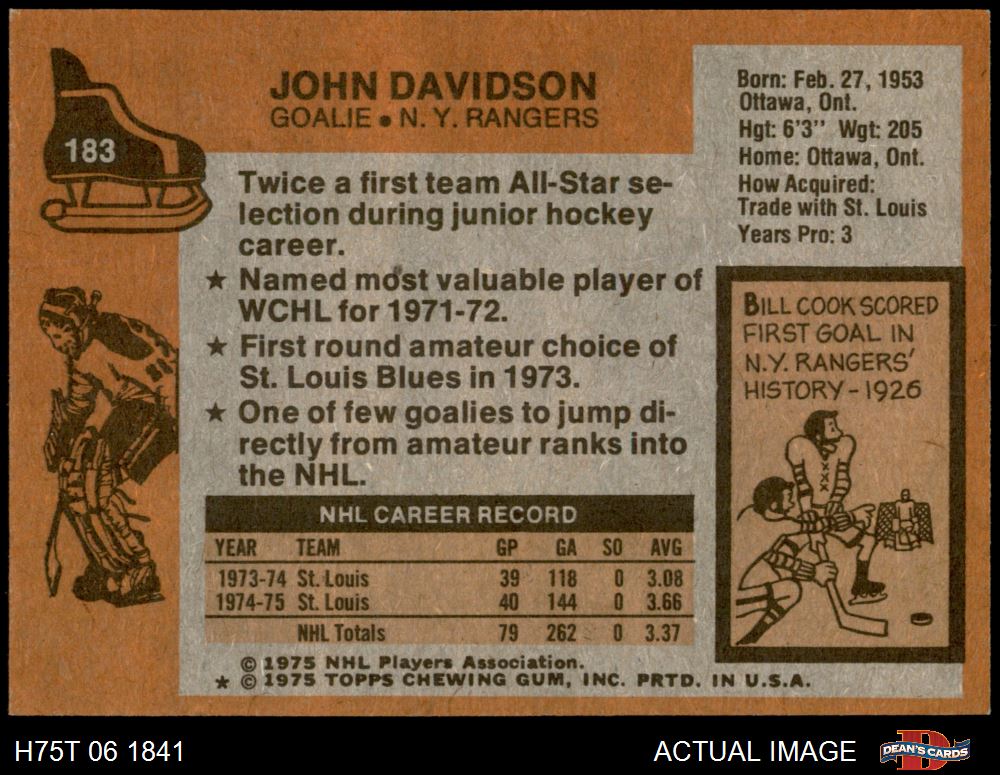 183
JOHN DAVIDSON
GOALIE • N. Y. RANGERS
Born: Feb. 27, 1953
Ottawa, Ont.
Hgt: 6'3" Wgt: 205
Home: Ottawa, Ont.
How Acquired:
Trade with St. Louis
Years Pro: 3
Twice a first team All-Star se-
lection during junior hockey
career.
★ Named most valuable player of
WCHL for 1971-72.
★ First round amateur choice of
St. Louis Blues in 1973.
★ One of few goalies to jump di-
rectly from amateur ranks into
the NHL.
BILL COOK SCORED
FIRST GOAL IN
N.Y. RANGERS'
HISTORY - 1926
NHL CAREER RECORD
YEAR TEAM GP GA SO AVG
1973-74 St. Louis 39 118 0 3.08
1974-75 St. Louis 40 144 0 3.66
NHL Totals 79 262 0 3.37
© 1975 NHL Players Association.
★ © 1975 TOPPS CHEWING GUM, INC. PRTD. IN U.S.A.
H75T 06 1841
ACTUAL IMAGE
DEAN'S CARDS